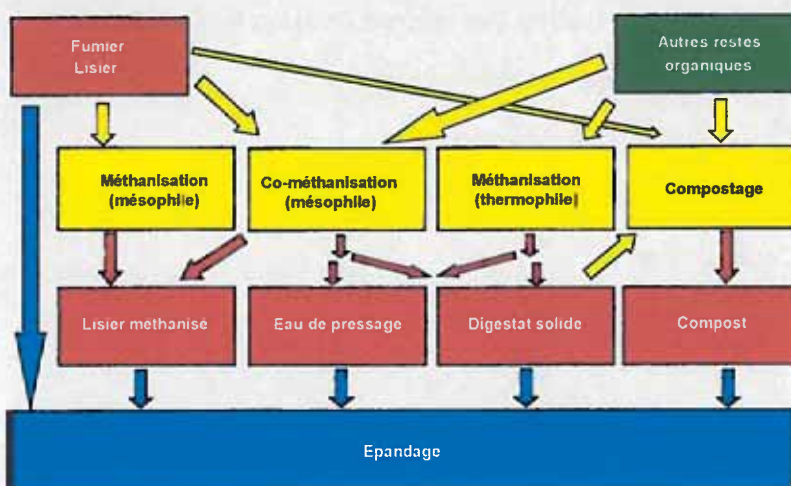 Fumier
Lisier
Autres restes
organiques
Méthanisation
(mésophile)
Co-méthanisation
(mésophile)
Méthanisation
(thermophile)
Compostage
Lisier méthanisé
Eau de pressage
Digestat solide
Compost
Epandage